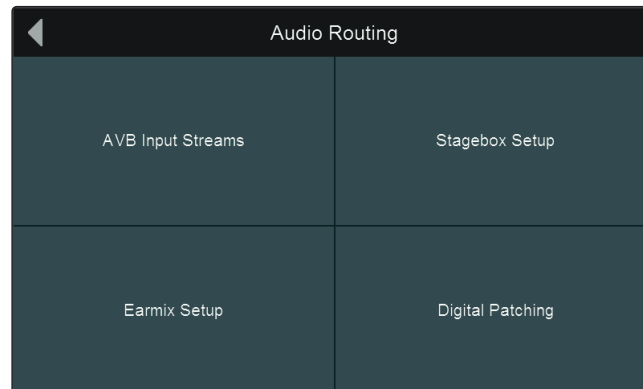 Audio Routing
AVB Input Streams
Stagebox Setup
Earmix Setup
Digital Patching